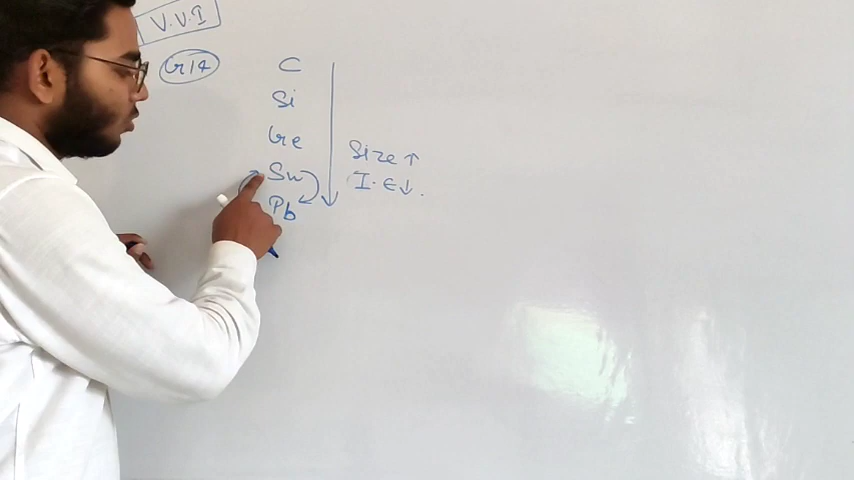 V.V.I
Gr 14
C
Si
Ge
Size ↑
Sn
I.E ↓.
Pb